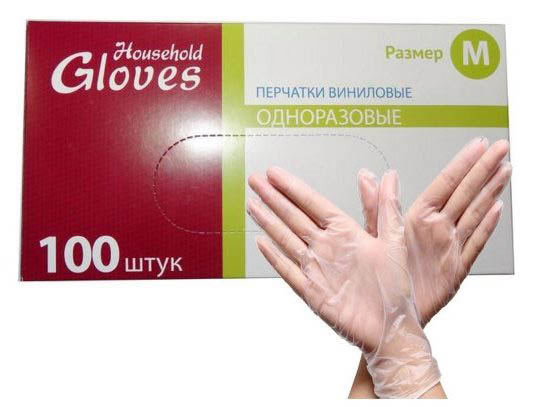 Household
Gloves
Размер M
ПЕРЧАТКИ ВИНИЛОВЫЕ
ОДНОРАЗОВЫЕ
100 штук